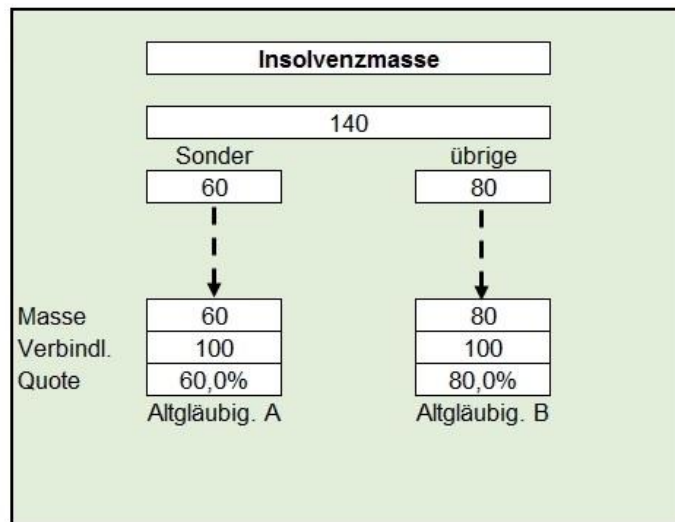 Insolvenzmasse
140
Sonder übrige
60 80
Masse 60 80
Verbindl. 100 100
Quote 60,0% 80,0%
Altgläubig. A Altgläubig. B